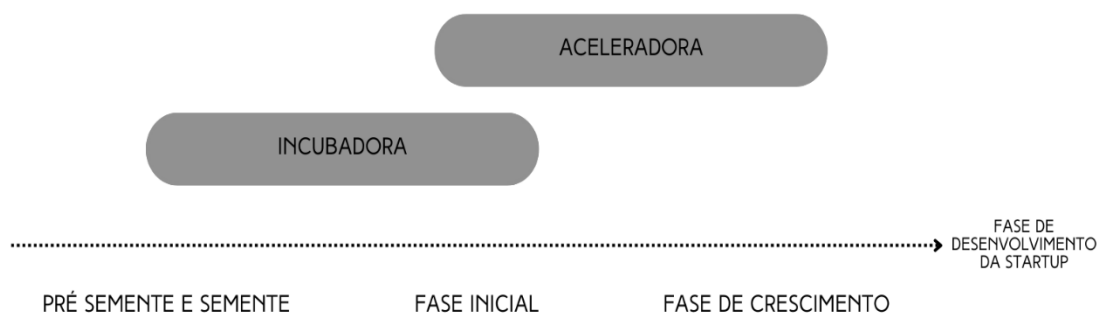 ACELERADORA
INCUBADORA
FASE DE
DESENVOLVIMENTO
DA STARTUP
PRÉ SEMENTE E SEMENTE
FASE INICIAL
FASE DE CRESCIMENTO